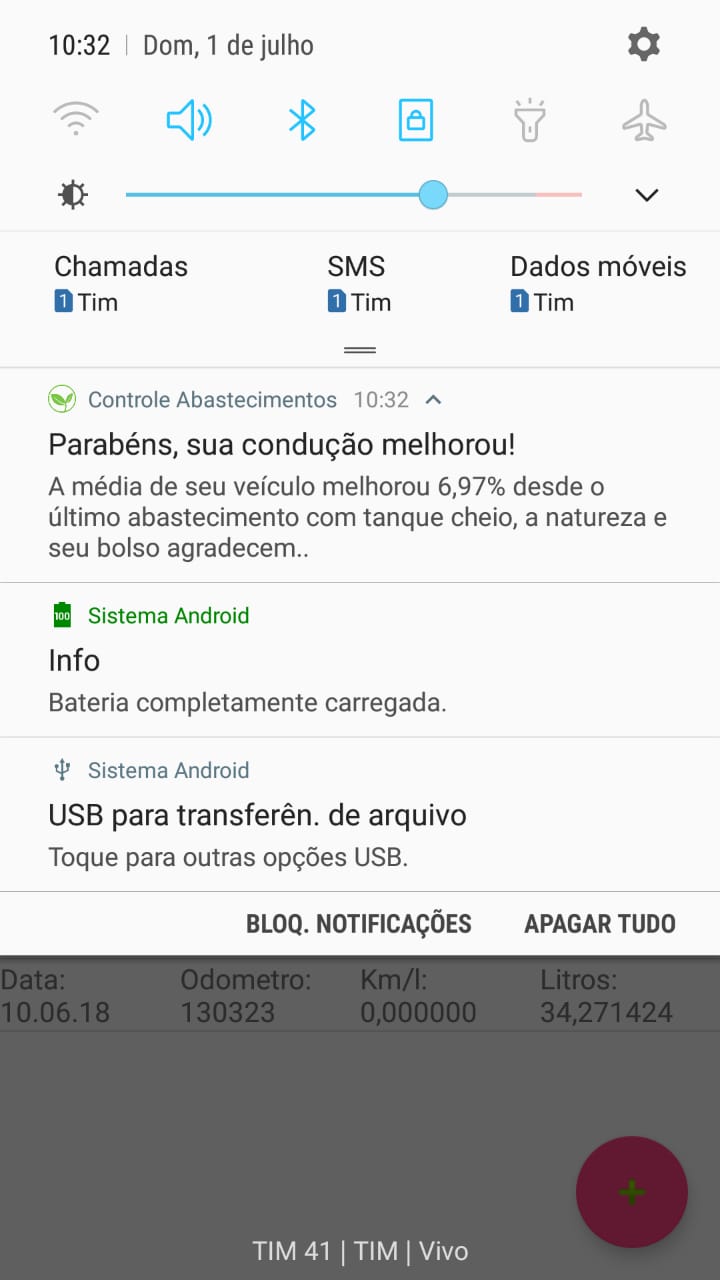 10:32 | Dom, 1 de julho
Chamadas SMS Dados móveis
1 Tim 1 Tim 1 Tim
Controle Abastecimentos 10:32
Parabéns, sua condução melhorou!
A média de seu veículo melhorou 6,97% desde o
último abastecimento com tanque cheio, a natureza e
seu bolso agradecem..
100 Sistema Android
Info
Bateria completamente carregada.
Sistema Android
USB para transferên. de arquivo
Toque para outras opções USB.
BLOQ. NOTIFICAÇÕES APAGAR TUDO
Data: Odometro: Km/l: Litros:
10.06.18 130323 0,000000 34,271424
TIM 41 | TIM | Vivo